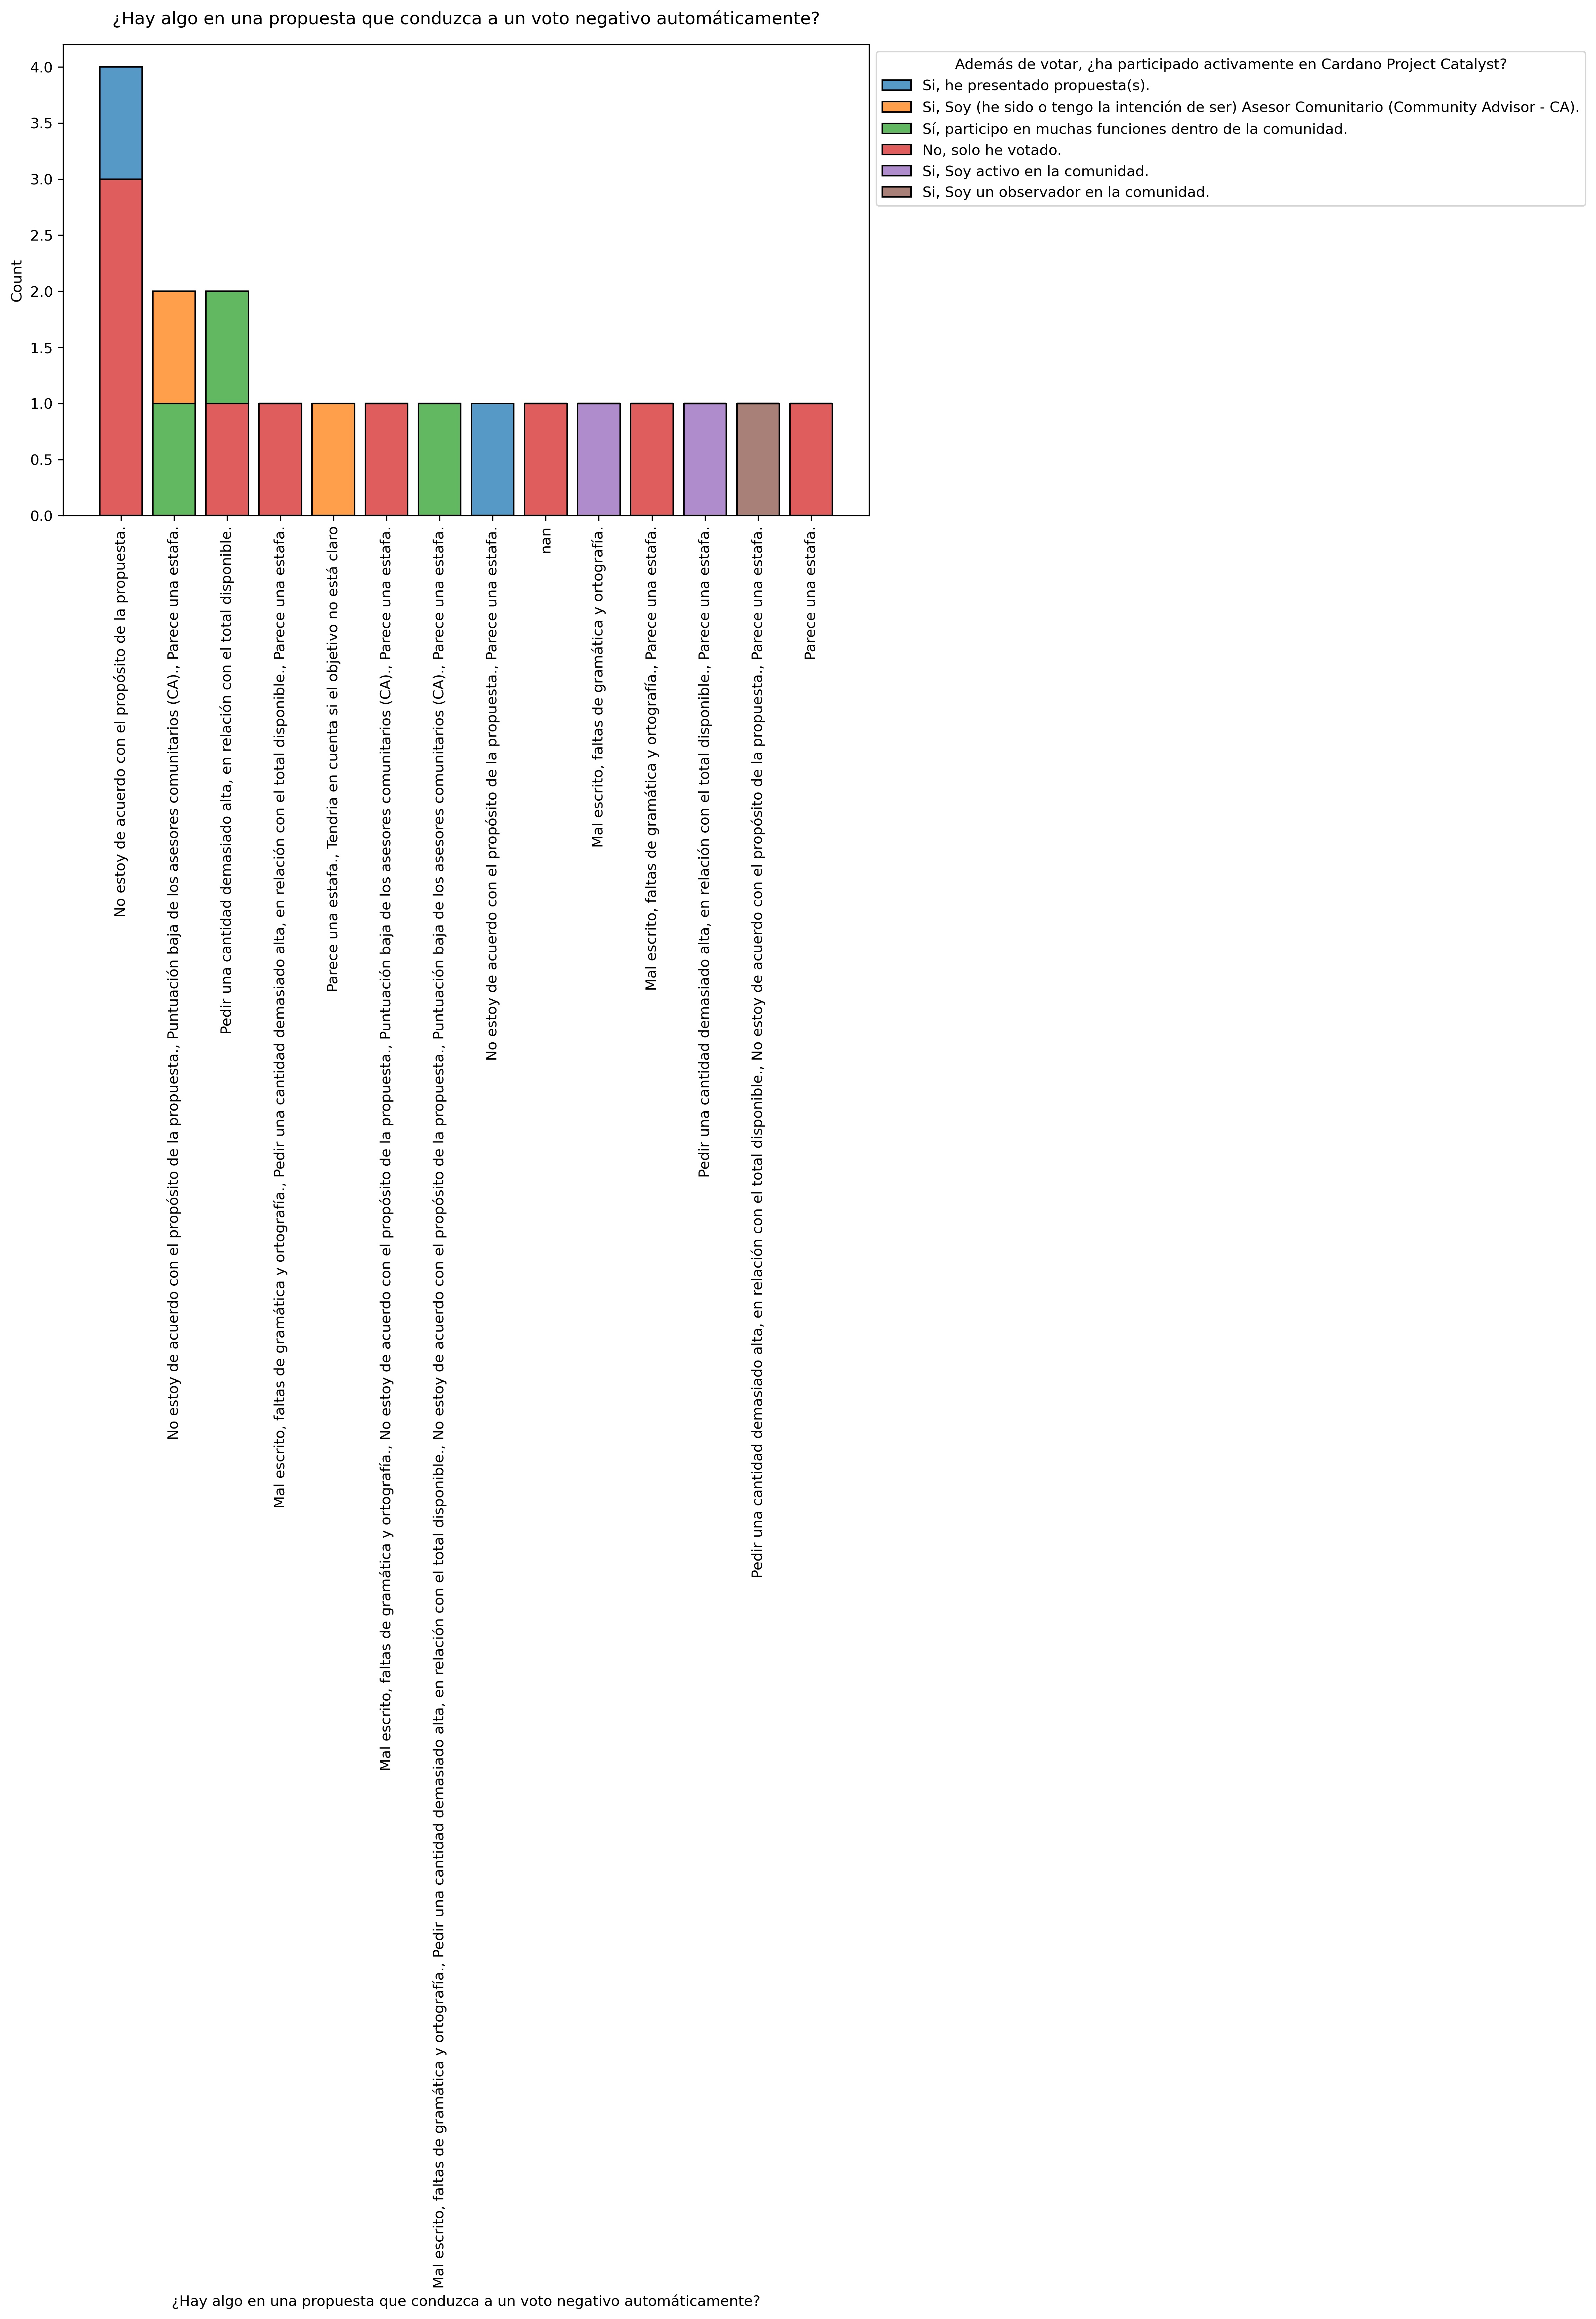 ¿Hay algo en una propuesta que conduzca a un voto negativo automáticamente?
Count
4.0
3.5
3.0
2.5
2.0
1.5
1.0
0.5
0.0
Además de votar, ¿ha participado activamente en Cardano Project Catalyst?
Si, he presentado propuesta(s).
Si, Soy (he sido o tengo la intención de ser) Asesor Comunitario (Community Advisor - CA).
Sí, participo en muchas funciones dentro de la comunidad.
No, solo he votado.
Si, Soy activo en la comunidad.
Si, Soy un observador en la comunidad.
No estoy de acuerdo con el propósito de la propuesta.
No estoy de acuerdo con el propósito de la propuesta., Puntuación baja de los asesores comunitarios (CA)., Parece una estafa.
Pedir una cantidad demasiado alta, en relación con el total disponible.
Mal escrito, faltas de gramática y ortografía., Pedir una cantidad demasiado alta, en relación con el total disponible., Parece una estafa.
Parece una estafa., Tendria en cuenta si el objetivo no está claro
Mal escrito, faltas de gramática y ortografía., No estoy de acuerdo con el propósito de la propuesta., Puntuación baja de los asesores comunitarios (CA)., Parece una estafa.
Mal escrito, faltas de gramática y ortografía., Pedir una cantidad demasiado alta, en relación con el total disponible., No estoy de acuerdo con el propósito de la propuesta., Puntuación baja de los asesores comunitarios (CA)., Parece una estafa.
No estoy de acuerdo con el propósito de la propuesta., Parece una estafa.
nan
Mal escrito, faltas de gramática y ortografía.
Mal escrito, faltas de gramática y ortografía., Parece una estafa.
Pedir una cantidad demasiado alta, en relación con el total disponible., Parece una estafa.
Pedir una cantidad demasiado alta, en relación con el total disponible., No estoy de acuerdo con el propósito de la propuesta., Parece una estafa.
Parece una estafa.
¿Hay algo en una propuesta que conduzca a un voto negativo automáticamente?